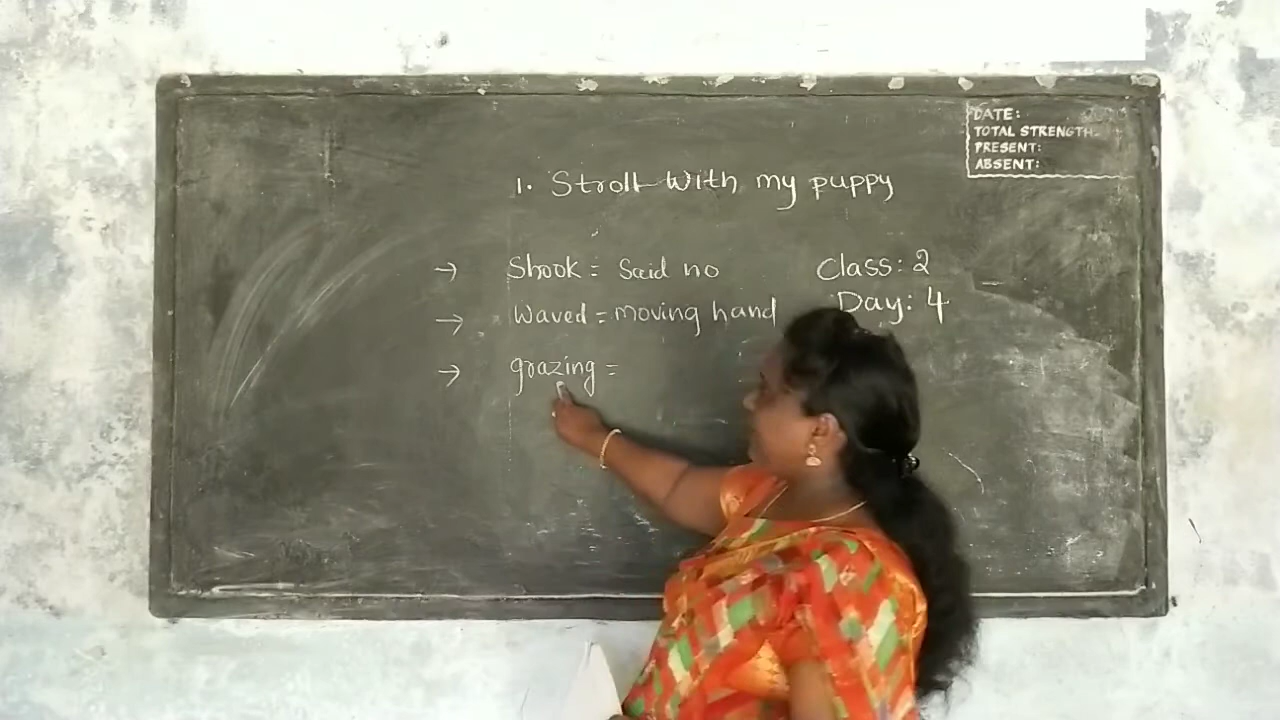 DATE:
TOTAL STRENGTH
PRESENT:
ABSENT:
1. Stroll with my puppy
→ Shook = Said no
Class: 2
→ Waved = moving hand
Day: 4
→ grazing =